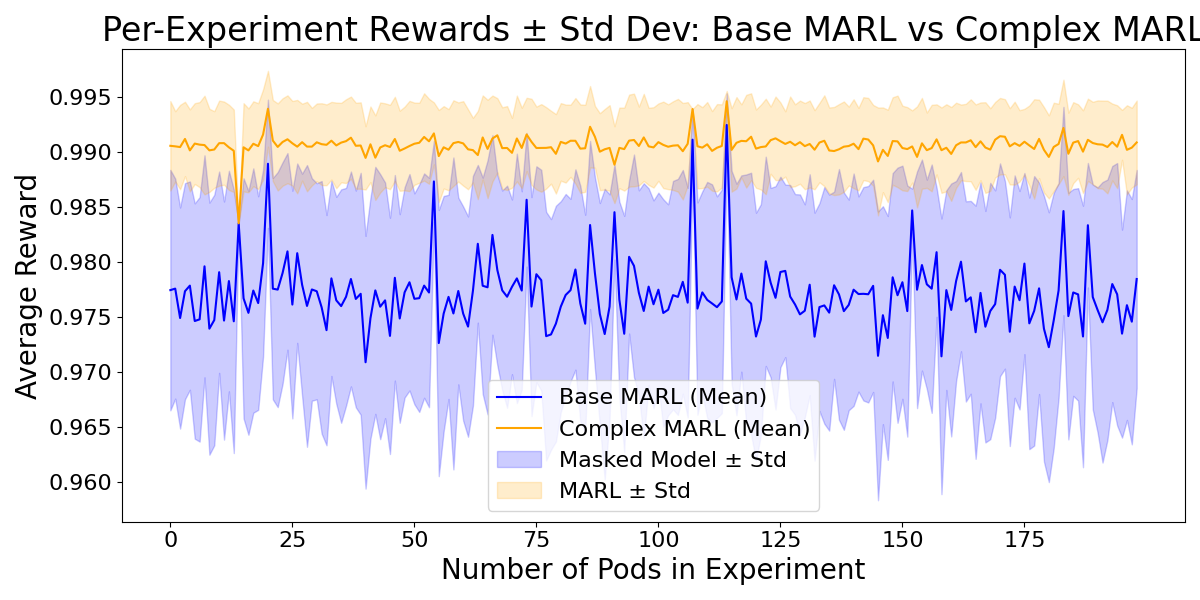 Per-Experiment Rewards ± Std Dev: Base MARL vs Complex MARL
Average Reward
0.995
0.990
0.985
0.980
0.975
0.970
0.965
0.960
Base MARL (Mean)
Complex MARL (Mean)
Masked Model ± Std
MARL ± Std
0 25 50 75 100 125 150 175
Number of Pods in Experiment